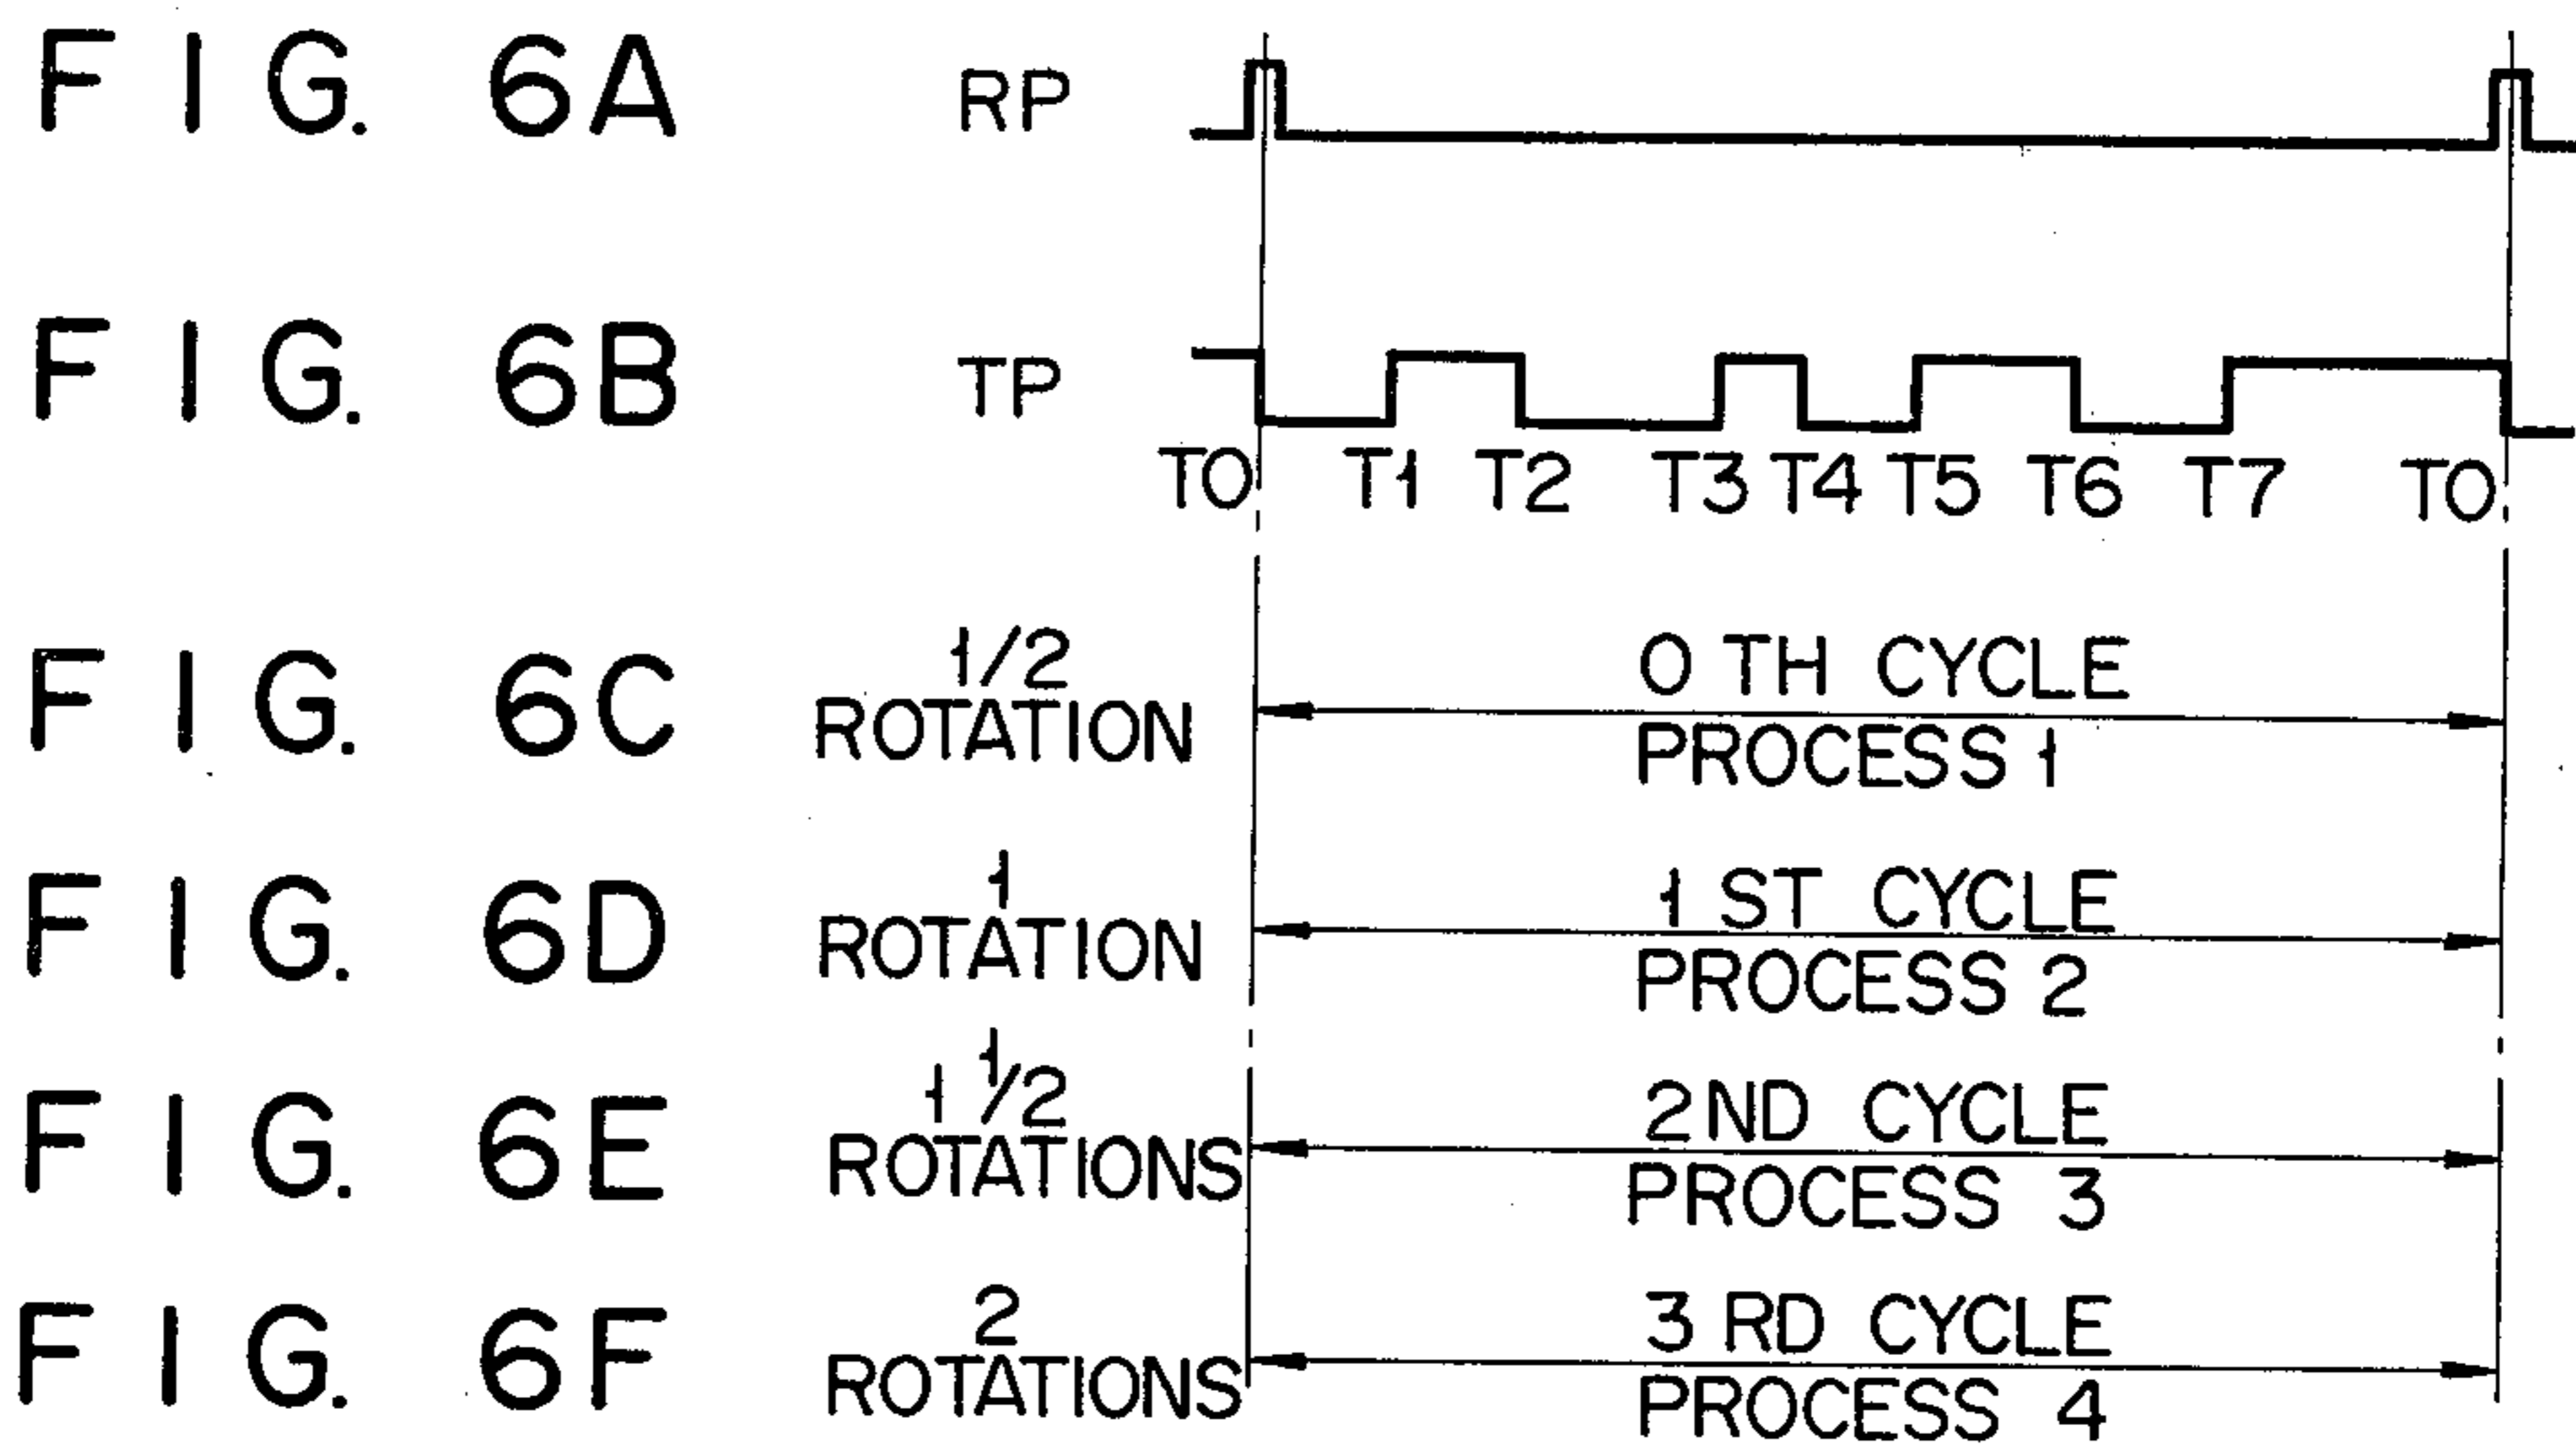 FIG. 6A RP
FIG. 6B TP
T0 T1 T2 T3 T4 T5 T6 T7 T0
FIG. 6C 1/2 ROTATION
0 TH CYCLE
PROCESS 1
FIG. 6D 1 ROTATION
1 ST CYCLE
PROCESS 2
FIG. 6E 1 1/2 ROTATIONS
2ND CYCLE
PROCESS 3
FIG. 6F 2 ROTATIONS
3 RD CYCLE
PROCESS 4